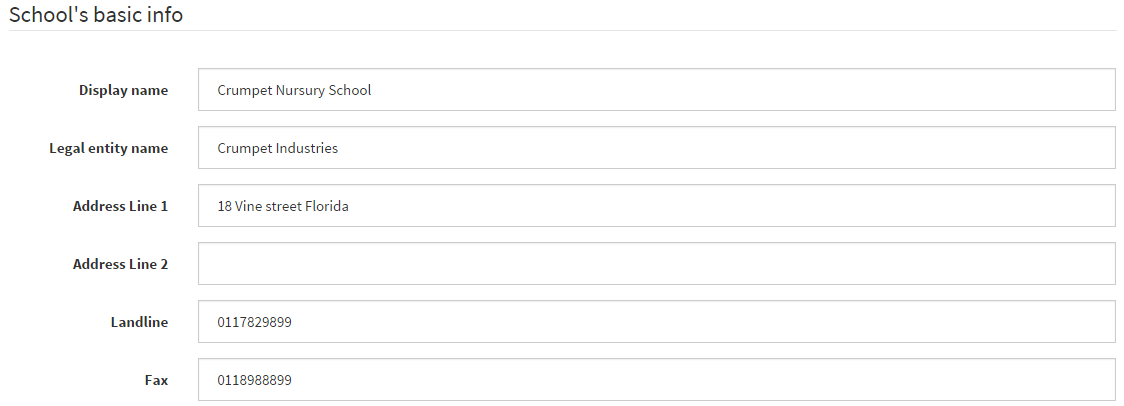 School's basic info
Display name Crumpet Nursury School
Legal entity name Crumpet Industries
Address Line 1 18 Vine street Florida
Address Line 2
Landline 0117829899
Fax 0118988899